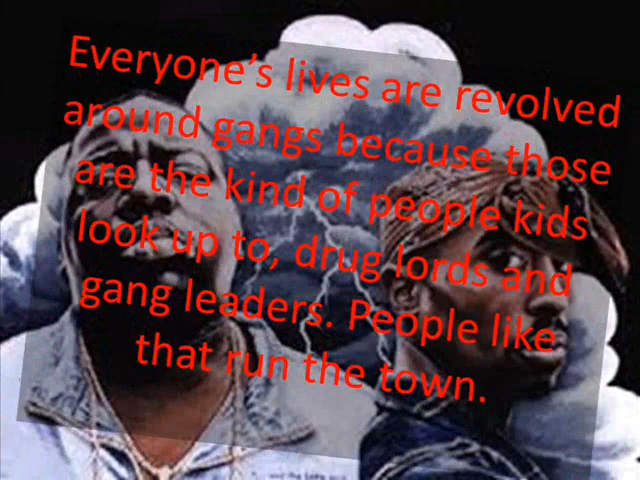 Everyone’s lives are revolved
around gangs because those
are the kind of people kids
look up to, drug lords and
gang leaders. People like
that run the town.